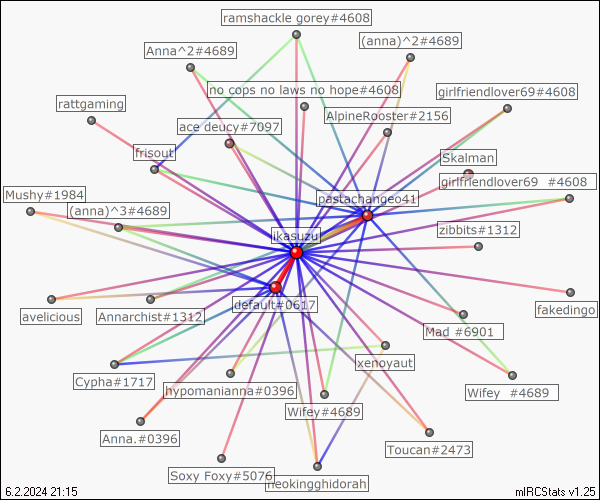 ramshackle gorey#4608
(anna)^2#4689
Anna^2#4689
no cops no laws no hope#4608
girlfriendlover69#4608
rattgaming
AlpineRooster#2156
ace deucy#7097
frisout
Skalman
girlfriendlover69 #4608
Mushy#1984
pastachangeo41
(anna)^3#4689
zibbits#1312
ikasuzu
default#0617
fakedingo
avelicious
Annarchist#1312
Mad #6901
xenoyaut
Cypha#1717
hypomanianna#0396
Wifey #4689
Wifey#4689
Anna.#0396
Toucan#2473
Soxy Foxy#5076
neokingghidorah
6.2.2024 21:15
mIRCStats v1.25